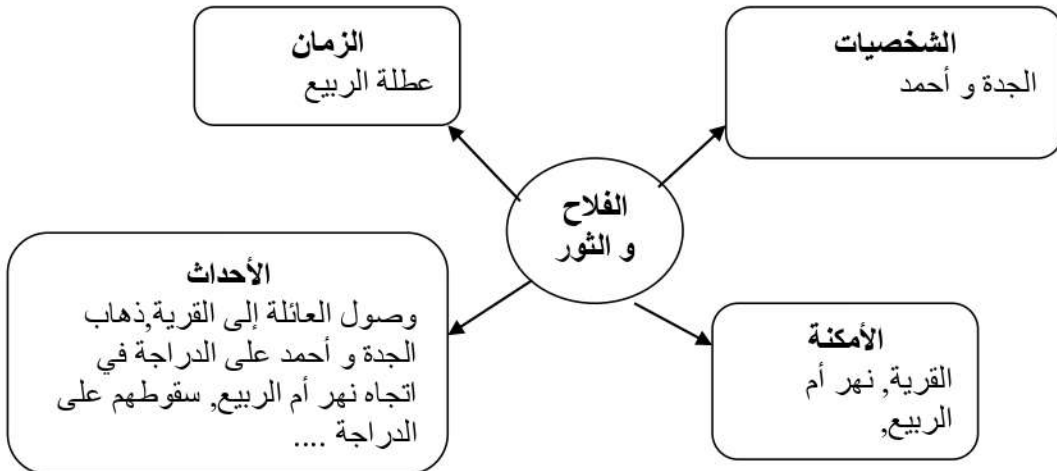 الشخصيات
الجدة و أحمد
الزمان
عطلة الربيع
الفلاح
و الثور
الأحداث
وصول العائلة إلى القرية,ذهاب
الجدة و أحمد على الدراجة في
اتجاه نهر أم الربيع, سقوطهم على
الدراجة ....
الأمكنة
القرية, نهر أم
الربيع,